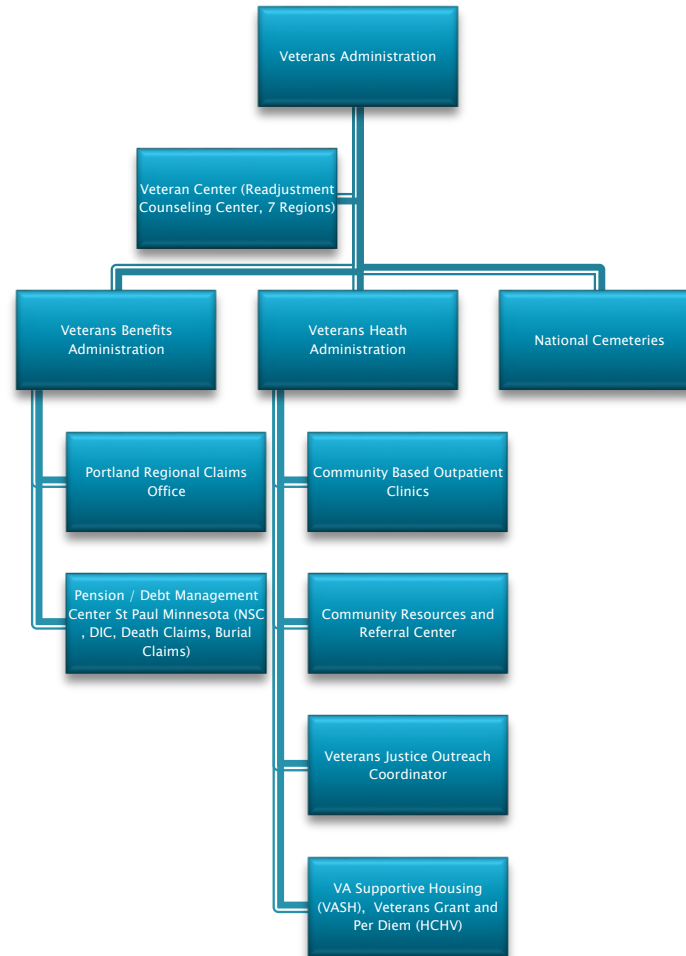 Veterans Administration
Veteran Center (Readjustment
Counseling Center, 7 Regions)
Veterans Benefits
Administration
Veterans Heath
Administration
National Cemeteries
Portland Regional Claims
Office
Pension / Debt Management
Center St Paul Minnesota (NSC
, DIC, Death Claims, Burial
Claims)
Community Based Outpatient
Clinics
Community Resources and
Referral Center
Veterans Justice Outreach
Coordinator
VA Supportive Housing
(VASH), Veterans Grant and
Per Diem (HCHV)